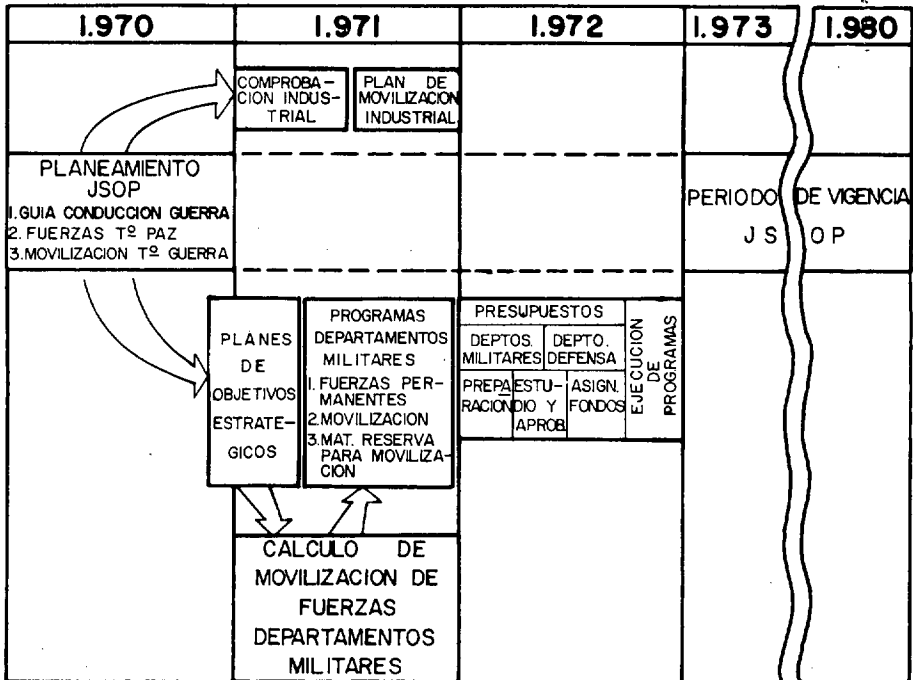 1.970
1.971
1.972
1.973
1.980
COMPROBA-
CION INDUS-
TRIAL
PLAN DE
MOVILIZACION
INDUSTRIAL
PLANEAMIENTO
JSOP
1. GUIA CONDUCCION GUERRA
2. FUERZAS Tº PAZ
3. MOVILIZACION Tº GUERRA
PERIODO DE VIGENCIA
JSOP
PLANES
DE
OBJETIVOS
ESTRATE-
GICOS
PROGRAMAS
DEPARTAMENTOS
MILITARES
1. FUERZAS PER-
MANENTES
2. MOVILIZACION
3. MAT. RESERVA
PARA MOVILIZA-
CION
PRESUPUESTOS
DEPTOS.
MILITARES
DEPTO.
DEFENSA
PREPA
RACION
ESTU-
DIO Y
APROB.
ASIGN.
FONDOS
EJECUCION
DE
PROGRAMAS
CALCULO DE
MOVILIZACION DE
FUERZAS
DEPARTAMENTOS
MILITARES